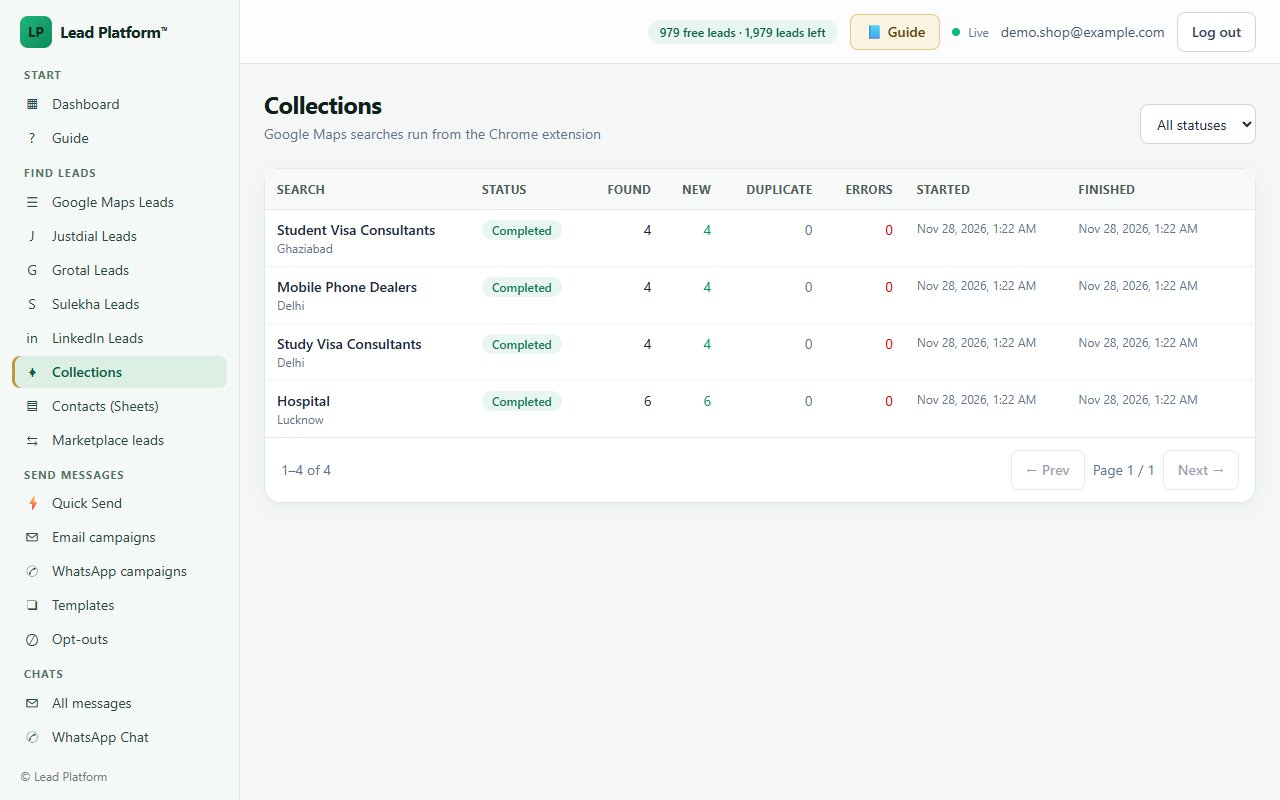 LP Lead Platform™
979 free leads · 1,979 leads left
Guide
Live
demo.shop@example.com
Log out
START
Dashboard
? Guide
FIND LEADS
Google Maps Leads
J Justdial Leads
G Grotal Leads
S Sulekha Leads
in LinkedIn Leads
Collections
Contacts (Sheets)
Marketplace leads
SEND MESSAGES
Quick Send
Email campaigns
WhatsApp campaigns
Templates
Opt-outs
CHATS
All messages
WhatsApp Chat
© Lead Platform
Collections
Google Maps searches run from the Chrome extension
All statuses
SEARCH STATUS FOUND NEW DUPLICATE ERRORS STARTED FINISHED
Student Visa Consultants Completed 4 4 0 0 Nov 28, 2026, 1:22 AM Nov 28, 2026, 1:22 AM
Ghaziabad
Mobile Phone Dealers Completed 4 4 0 0 Nov 28, 2026, 1:22 AM Nov 28, 2026, 1:22 AM
Delhi
Study Visa Consultants Completed 4 4 0 0 Nov 28, 2026, 1:22 AM Nov 28, 2026, 1:22 AM
Delhi
Hospital Completed 6 6 0 0 Nov 28, 2026, 1:22 AM Nov 28, 2026, 1:22 AM
Lucknow
1–4 of 4
← Prev Page 1 / 1 Next →